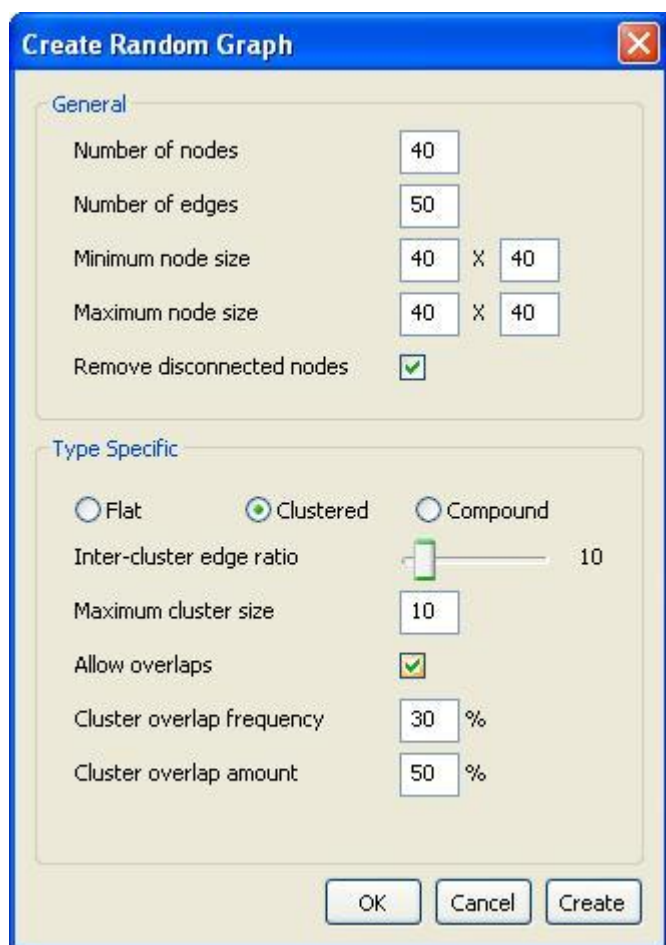 Create Random Graph
General
Number of nodes 40
Number of edges 50
Minimum node size 40 X 40
Maximum node size 40 X 40
Remove disconnected nodes
Type Specific
Flat Clustered Compound
Inter-cluster edge ratio 10
Maximum cluster size 10
Allow overlaps
Cluster overlap frequency 30 %
Cluster overlap amount 50 %
OK Cancel Create